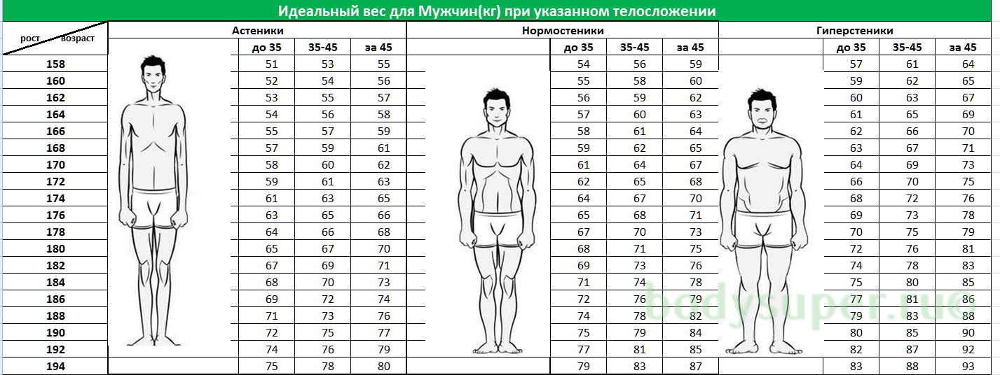 Идеальный вес для Мужчин(кг) при указанном телосложении
рост возраст Астеники Нормостеники Гиперстеники
до 35 35-45 за 45 до 35 35-45 за 45 до 35 35-45 за 45
158 51 53 55 54 56 59 57 61 64
160 52 54 56 55 58 60 59 62 65
162 53 55 57 56 59 62 60 63 67
164 54 56 58 57 60 63 61 65 69
166 55 57 59 58 61 64 62 66 70
168 57 59 61 59 62 65 63 67 71
170 58 60 62 61 64 67 64 69 73
172 59 61 63 62 65 68 66 70 75
174 61 63 65 64 67 70 68 72 76
176 63 65 66 65 68 71 69 73 78
178 64 66 68 67 70 73 70 75 79
180 65 67 70 68 71 75 72 76 81
182 67 69 71 69 73 76 74 78 83
184 68 70 73 71 74 78 75 80 85
186 69 72 74 72 76 79 77 81 86
bodysuper.ru©
188 71 73 76 74 78 82 79 83 88
190 72 75 77 75 79 84 80 85 90
192 74 76 79 77 81 85 82 87 92
194 75 78 80 79 83 87 83 88 93